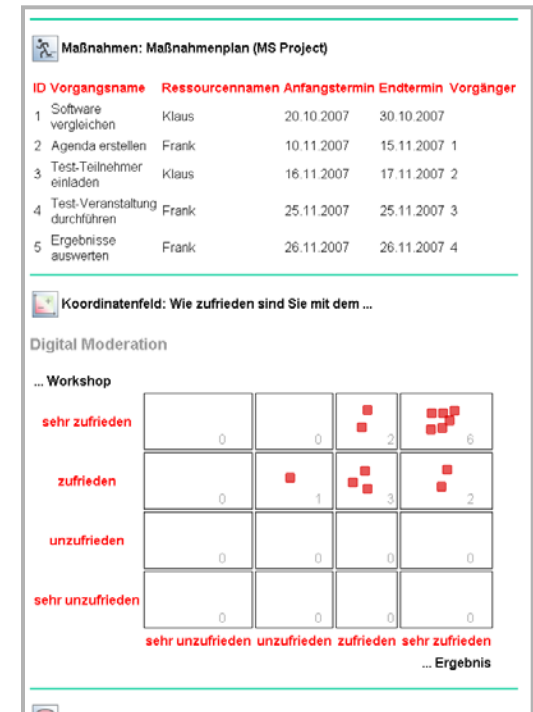 Maßnahmen: Maßnahmenplan (MS Project)
ID Vorgangsname Ressourcennamen Anfangstermin Endtermin Vorgänger
1 Software vergleichen Klaus 20.10.2007 30.10.2007
2 Agenda erstellen Frank 10.11.2007 15.11.2007 1
3 Test-Teilnehmer einladen Klaus 16.11.2007 17.11.2007 2
4 Test-Veranstaltung durchführen Frank 25.11.2007 25.11.2007 3
5 Ergebnisse auswerten Frank 26.11.2007 26.11.2007 4
Koordinatenfeld: Wie zufrieden sind Sie mit dem ...
Digital Moderation
... Workshop
sehr zufrieden 0 0 2 6
zufrieden 0 1 3 2
unzufrieden 0 0 0 0
sehr unzufrieden 0 0 0 0
sehr unzufrieden unzufrieden zufrieden sehr zufrieden
... Ergebnis